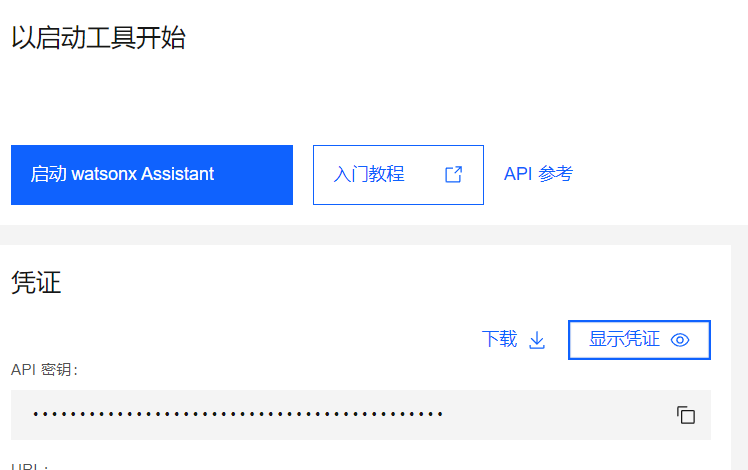 以启动工具开始
启动 watsonx Assistant
入门教程
API 参考
凭证
下载
显示凭证
API 密钥：
URL：